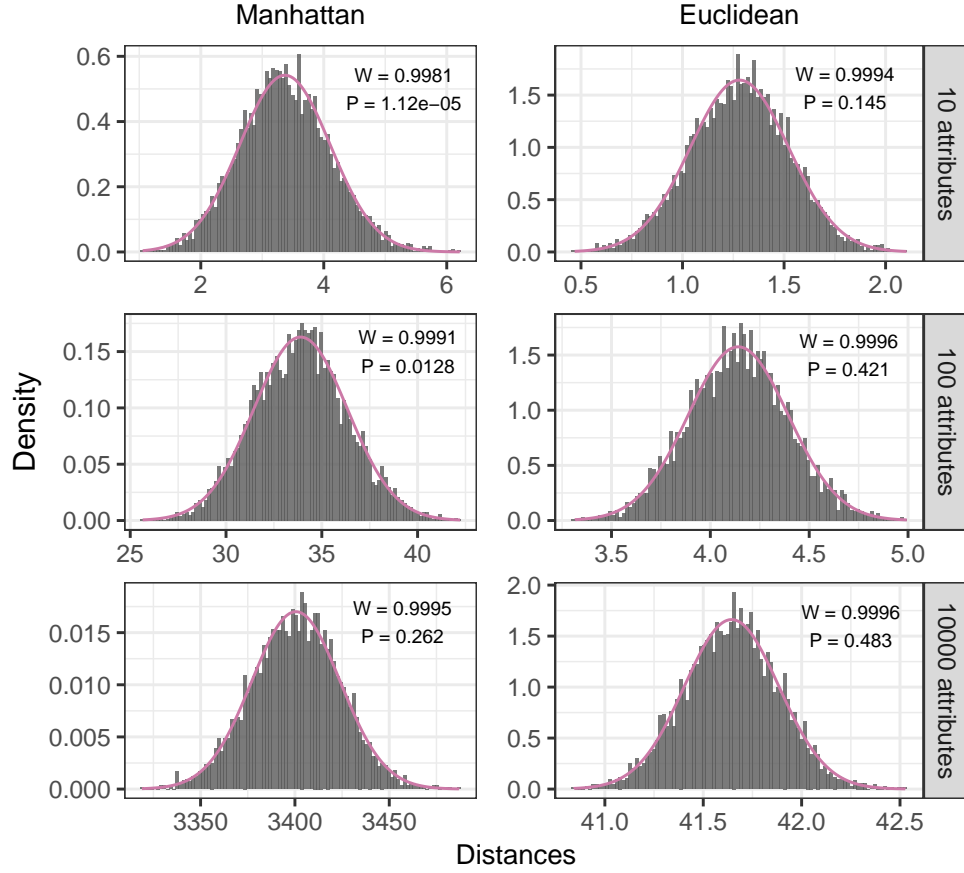 Manhattan
Euclidean
0.6
0.4
0.2
0.0
W = 0.9981
P = 1.12e−05
2
4
6
1.5
1.0
0.5
0.0
W = 0.9994
P = 0.145
0.5
1.0
1.5
2.0
10 attributes
Density
0.15
0.10
0.05
0.00
W = 0.9991
P = 0.0128
25
30
35
40
1.5
1.0
0.5
0.0
W = 0.9996
P = 0.421
3.5
4.0
4.5
5.0
100 attributes
0.015
0.010
0.005
0.000
W = 0.9995
P = 0.262
3350
3400
3450
2.0
1.5
1.0
0.5
0.0
W = 0.9996
P = 0.483
41.0
41.5
42.0
42.5
10000 attributes
Distances